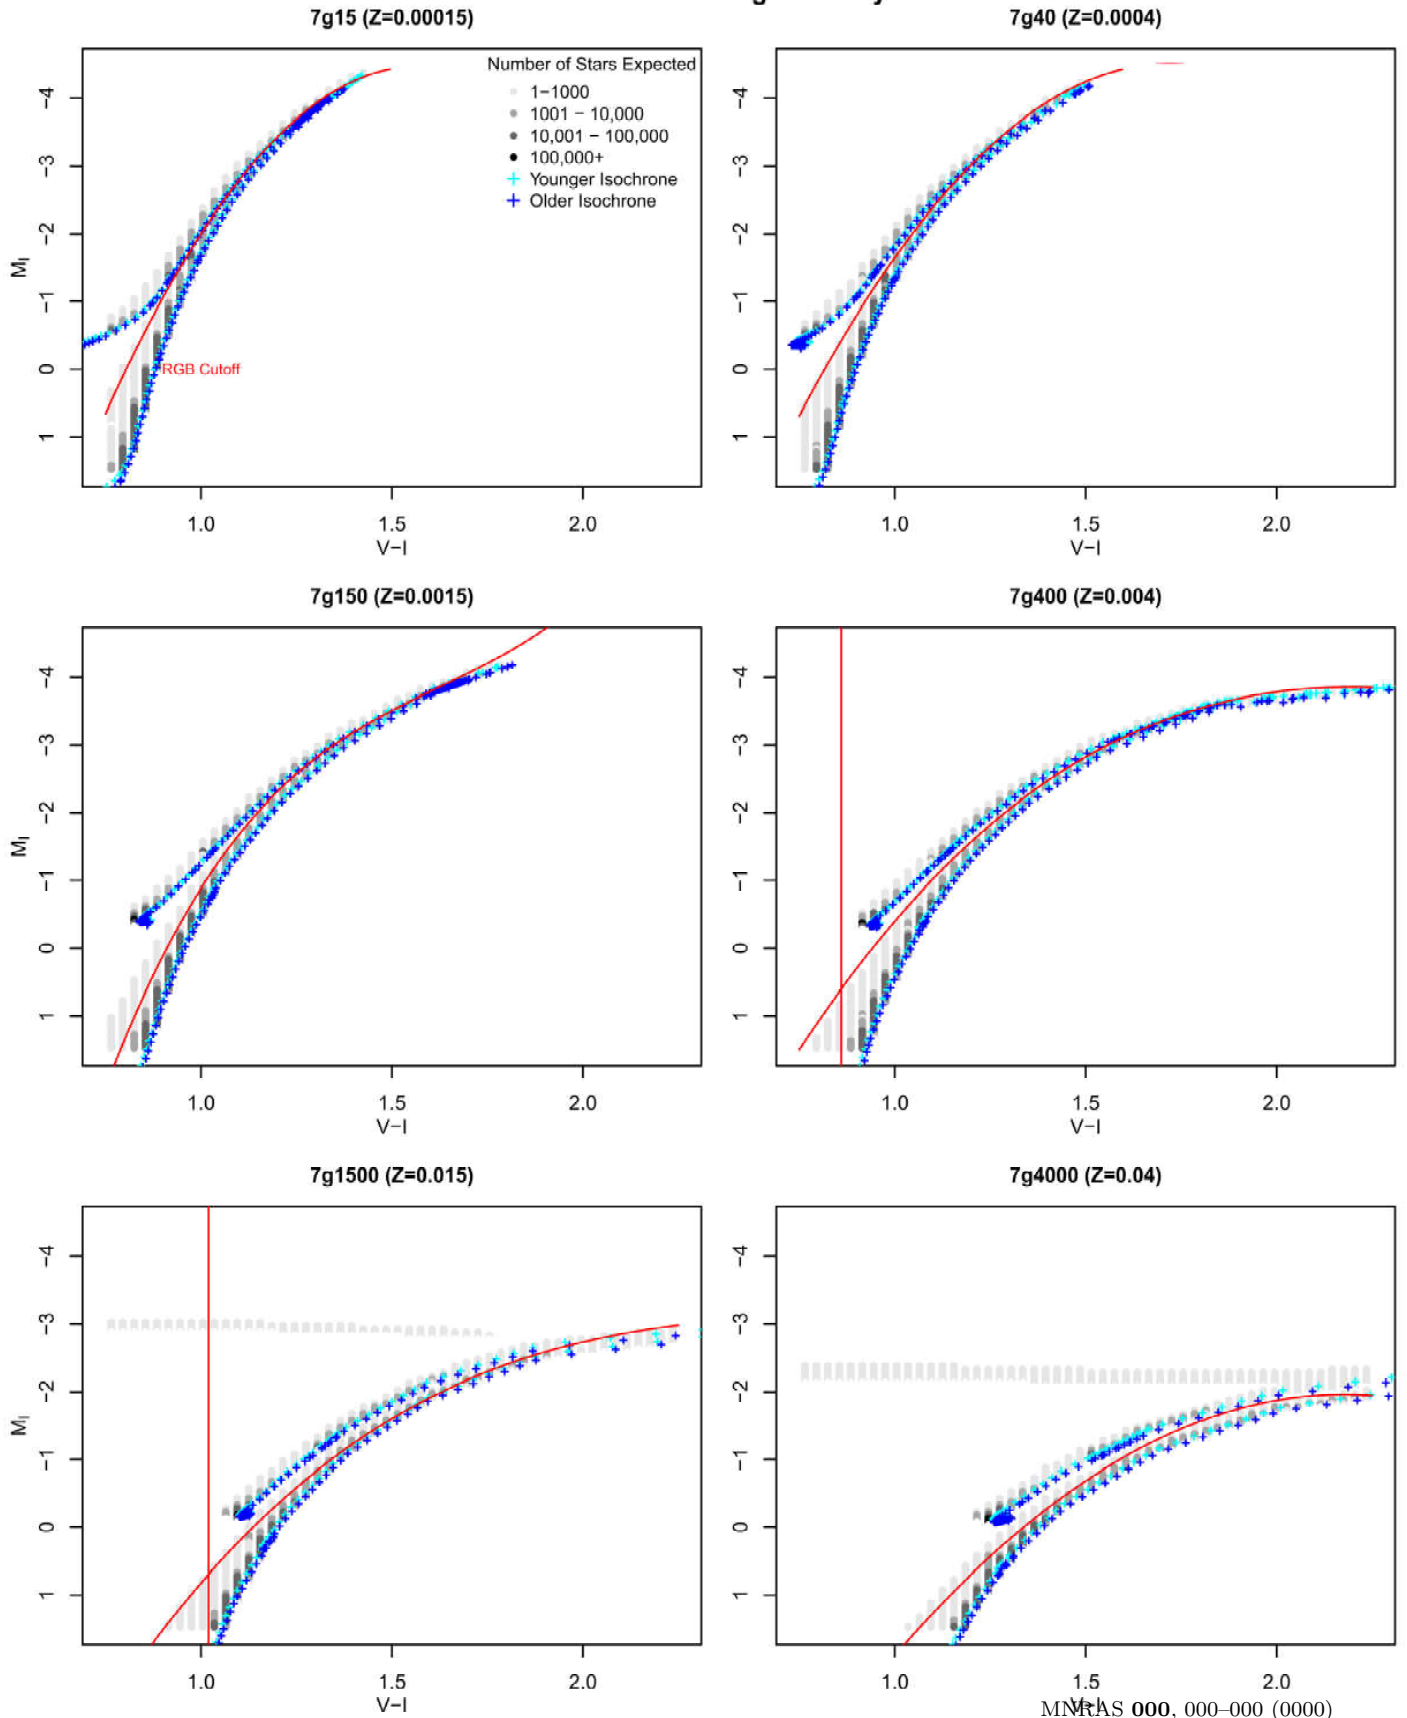 7g15 (Z=0.00015)
7g40 (Z=0.0004)
Number of Stars Expected
1−1000
1001 − 10,000
10,001 − 100,000
100,000+
Younger Isochrone
Older Isochrone
RGB Cutoff
−4
−3
−2
−1
0
1
M_I
1.0 1.5 2.0
V−I
−4
−3
−2
−1
0
1
1.0 1.5 2.0
V−I
7g150 (Z=0.0015)
7g400 (Z=0.004)
−4
−3
−2
−1
0
1
M_I
1.0 1.5 2.0
V−I
−4
−3
−2
−1
0
1
1.0 1.5 2.0
V−I
7g1500 (Z=0.015)
7g4000 (Z=0.04)
−4
−3
−2
−1
0
1
M_I
1.0 1.5 2.0
V−I
−4
−3
−2
−1
0
1
1.0 1.5 2.0
V−I
MNRAS 000, 000–000 (0000)